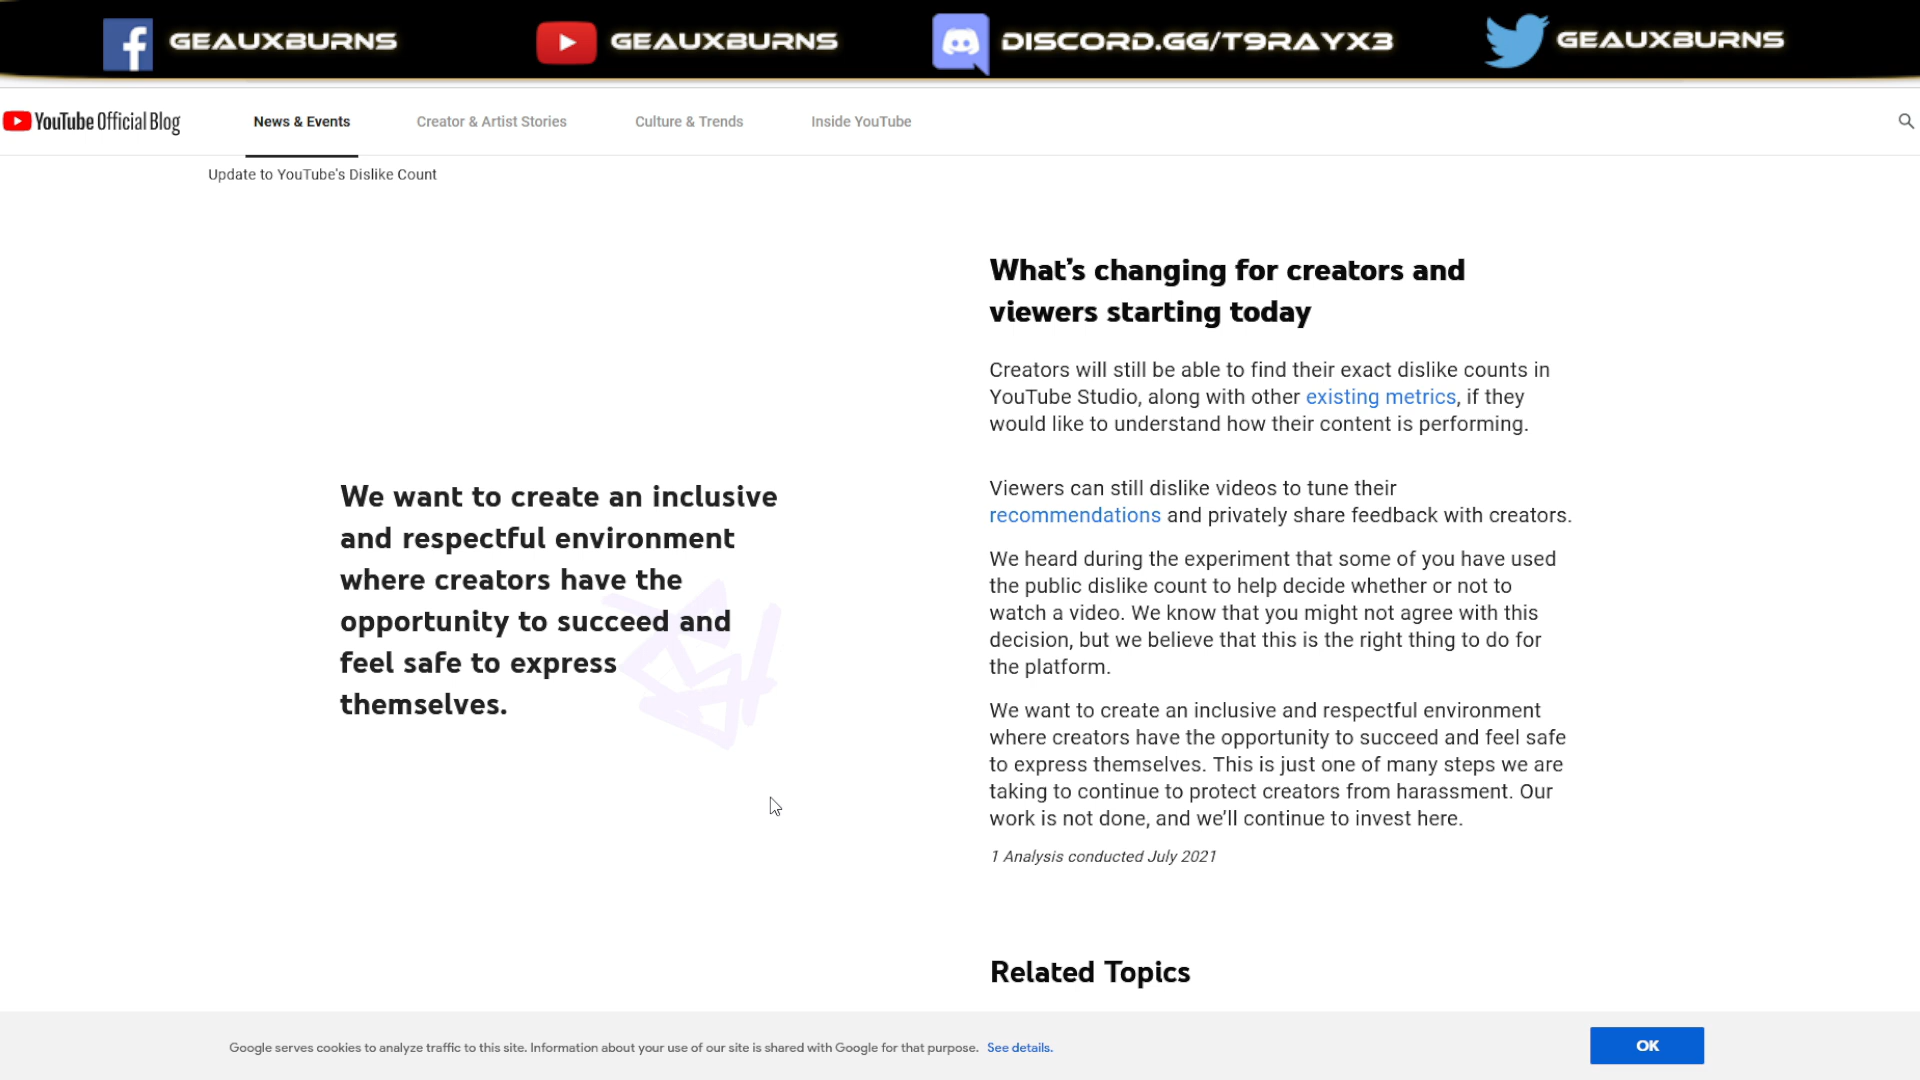 GEAUXBURNS
GEAUXBURNS
DISCORD.GG/T9RAYX3
GEAUXBURNS
YouTube Official Blog
News & Events
Creator & Artist Stories
Culture & Trends
Inside YouTube
Update to YouTube's Dislike Count
We want to create an inclusive
and respectful environment
where creators have the
opportunity to succeed and
feel safe to express
themselves.
What's changing for creators and
viewers starting today
Creators will still be able to find their exact dislike counts in
YouTube Studio, along with other existing metrics, if they
would like to understand how their content is performing.
Viewers can still dislike videos to tune their
recommendations and privately share feedback with creators.
We heard during the experiment that some of you have used
the public dislike count to help decide whether or not to
watch a video. We know that you might not agree with this
decision, but we believe that this is the right thing to do for
the platform.
We want to create an inclusive and respectful environment
where creators have the opportunity to succeed and feel safe
to express themselves. This is just one of many steps we are
taking to continue to protect creators from harassment. Our
work is not done, and we'll continue to invest here.
1 Analysis conducted July 2021
Related Topics
Google serves cookies to analyze traffic to this site. Information about your use of our site is shared with Google for that purpose. See details.
OK